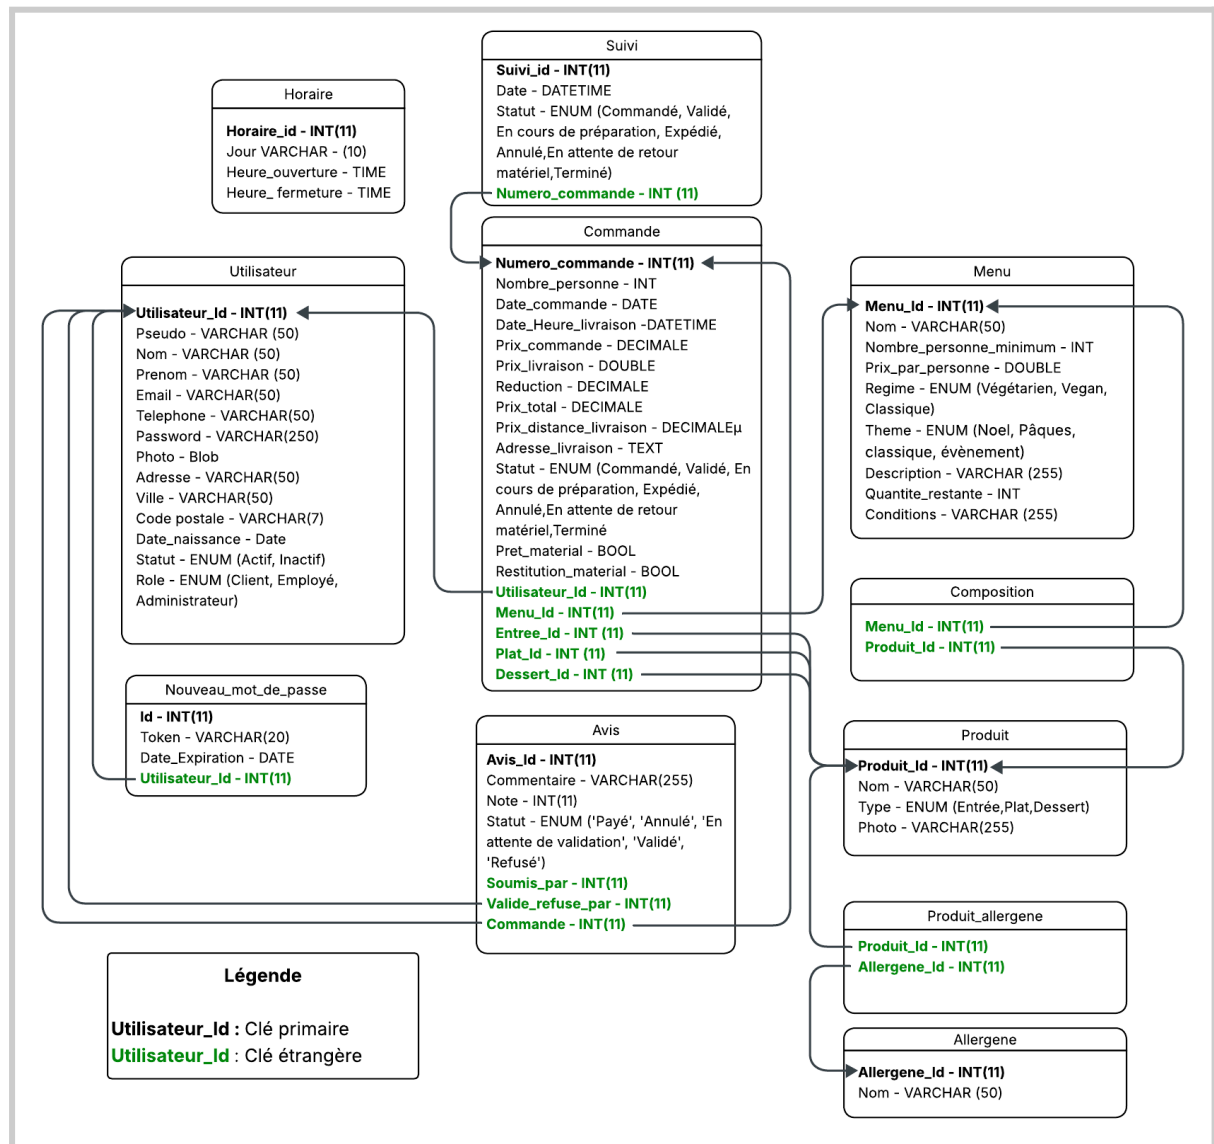 Suivi
Suivi_id - INT(11)
Date - DATETIME
Statut - ENUM (Commandé, Validé,
En cours de préparation, Expédié,
Annulé,En attente de retour
matériel,Terminé)
Numero_commande - INT (11)
Horaire
Horaire_id - INT(11)
Jour VARCHAR - (10)
Heure_ouverture - TIME
Heure_ fermeture - TIME
Commande
Numero_commande - INT(11)
Nombre_personne - INT
Date_commande - DATE
Date_Heure_livraison -DATETIME
Prix_commande - DECIMALE
Prix_livraison - DOUBLE
Reduction - DECIMALE
Prix_total - DECIMALE
Prix_distance_livraison - DECIMALEµ
Adresse_livraison - TEXT
Statut - ENUM (Commandé, Validé, En
cours de préparation, Expédié,
Annulé,En attente de retour
matériel,Terminé
Pret_material - BOOL
Restitution_material - BOOL
Utilisateur_Id - INT(11)
Menu_Id - INT(11)
Entree_Id - INT (11)
Plat_Id - INT (11)
Dessert_Id - INT (11)
Utilisateur
Utilisateur_Id - INT(11)
Pseudo - VARCHAR (50)
Nom - VARCHAR (50)
Prenom - VARCHAR (50)
Email - VARCHAR(50)
Telephone - VARCHAR(50)
Password - VARCHAR(250)
Photo - Blob
Adresse - VARCHAR(50)
Ville - VARCHAR(50)
Code postale - VARCHAR(7)
Date_naissance - Date
Statut - ENUM (Actif, Inactif)
Role - ENUM (Client, Employé,
Administrateur)
Menu
Menu_Id - INT(11)
Nom - VARCHAR(50)
Nombre_personne_minimum - INT
Prix_par_personne - DOUBLE
Regime - ENUM (Végétarien, Vegan,
Classique)
Theme - ENUM (Noel, Pâques,
classique, évènement)
Description - VARCHAR (255)
Quantite_restante - INT
Conditions - VARCHAR (255)
Composition
Menu_Id - INT(11)
Produit_Id - INT(11)
Nouveau_mot_de_passe
Id - INT(11)
Token - VARCHAR(20)
Date_Expiration - DATE
Utilisateur_Id - INT(11)
Avis
Avis_Id - INT(11)
Commentaire - VARCHAR(255)
Note - INT(11)
Statut - ENUM ('Payé', 'Annulé', 'En
attente de validation', 'Validé',
'Refusé')
Soumis_par - INT(11)
Valide_refuse_par - INT(11)
Commande - INT(11)
Produit
Produit_Id - INT(11)
Nom - VARCHAR(50)
Type - ENUM (Entrée,Plat,Dessert)
Photo - VARCHAR(255)
Produit_allergene
Produit_Id - INT(11)
Allergene_Id - INT(11)
Allergene
Allergene_Id - INT(11)
Nom - VARCHAR (50)
Légende
Utilisateur_Id : Clé primaire
Utilisateur_Id : Clé étrangère